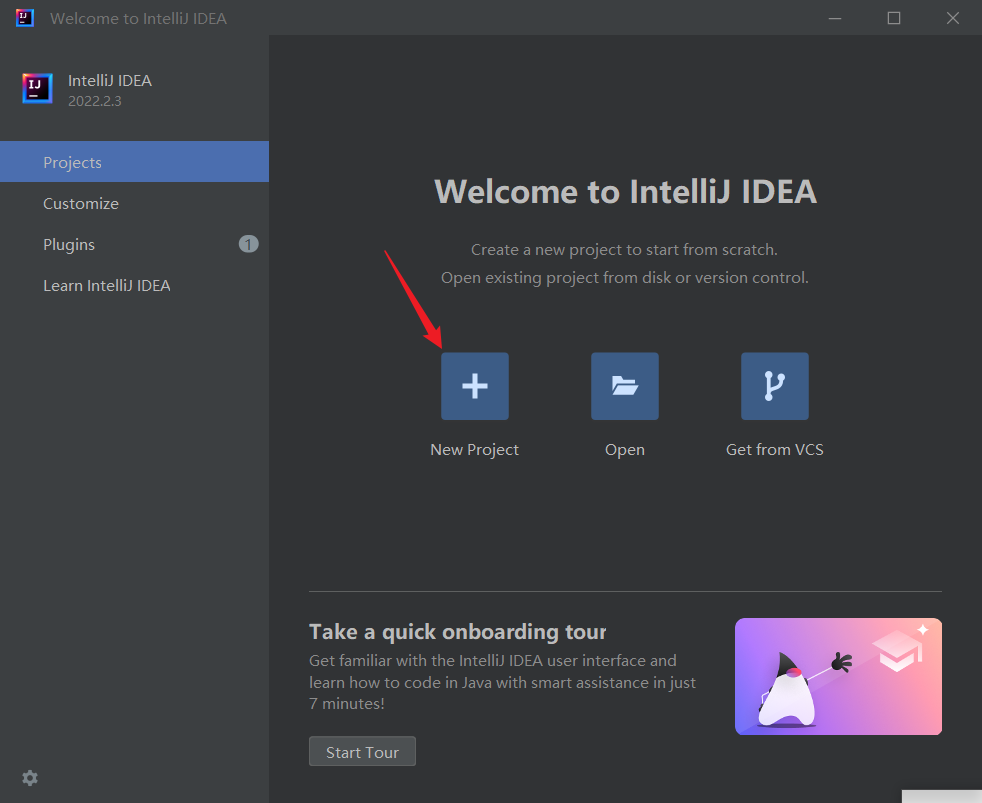 Welcome to IntelliJ IDEA
IntelliJ IDEA
2022.2.3
Projects
Customize
Plugins
1
Learn IntelliJ IDEA
Welcome to IntelliJ IDEA
Create a new project to start from scratch.
Open existing project from disk or version control.
New Project
Open
Get from VCS
Take a quick onboarding tour
Get familiar with the IntelliJ IDEA user interface and
learn how to code in Java with smart assistance in just
7 minutes!
Start Tour